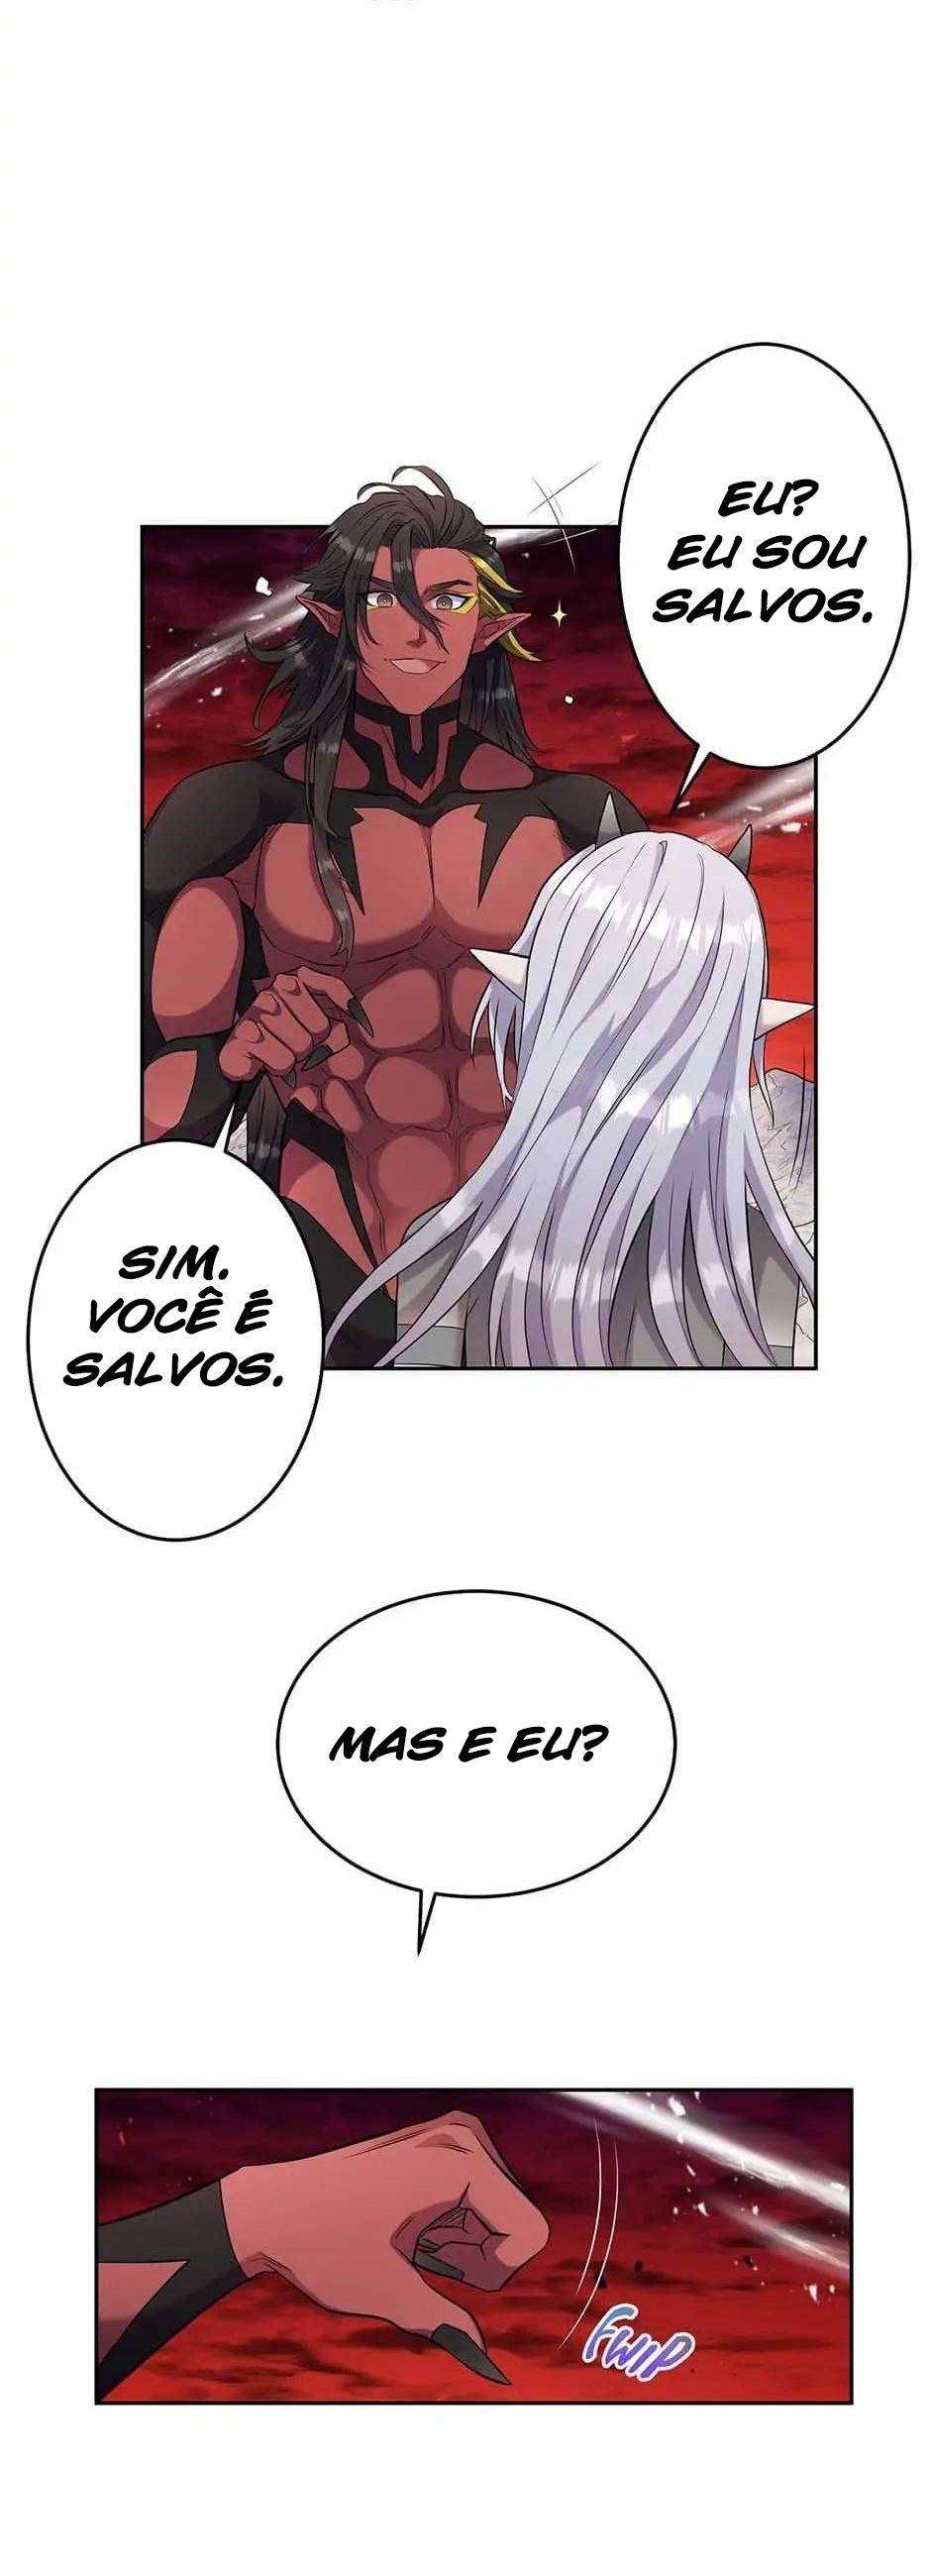 EU?
EU SOU
SALVOS.
SIM.
VOCÊ É
SALVOS.
MAS E EU?
FWIP